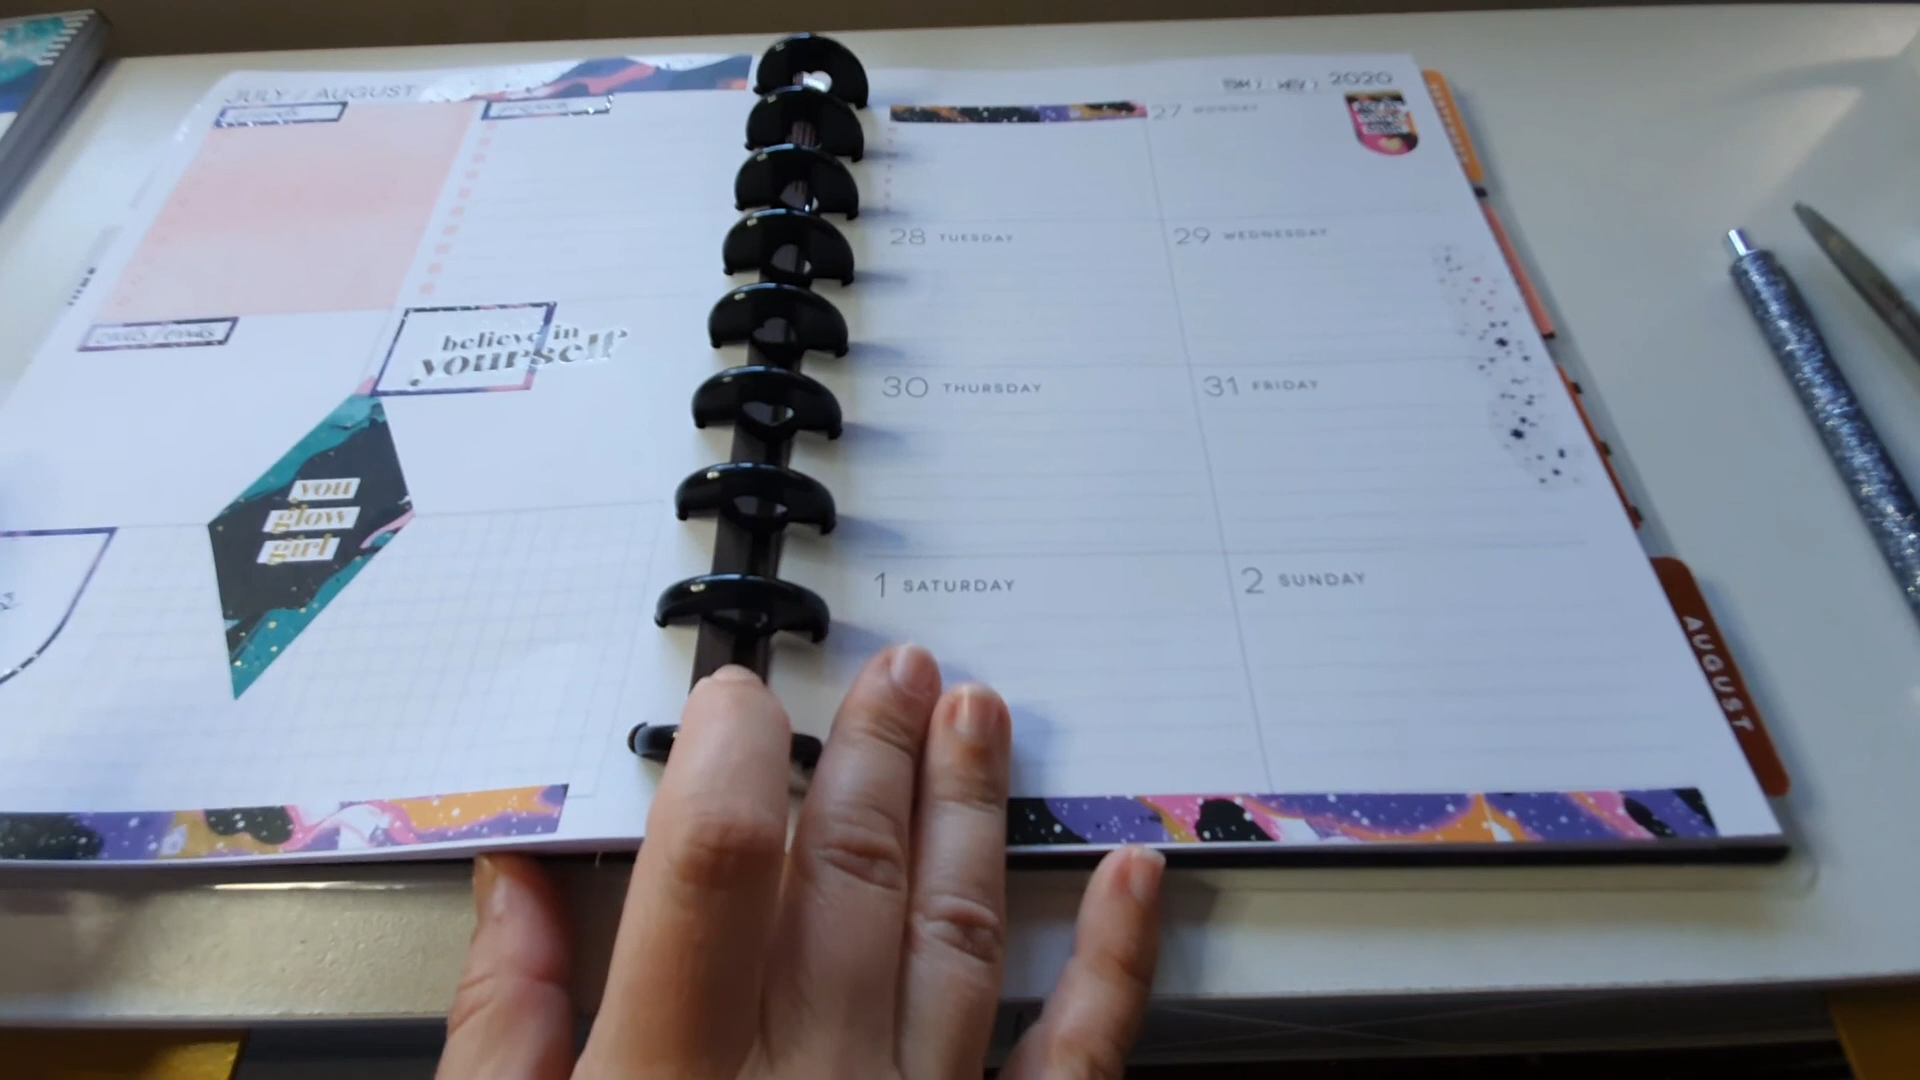 JULY / AUGUST
believe in
yourself
you
glow
girl
2020
27 MONDAY
28 TUESDAY
29 WEDNESDAY
30 THURSDAY
31 FRIDAY
1 SATURDAY
2 SUNDAY
AUGUST